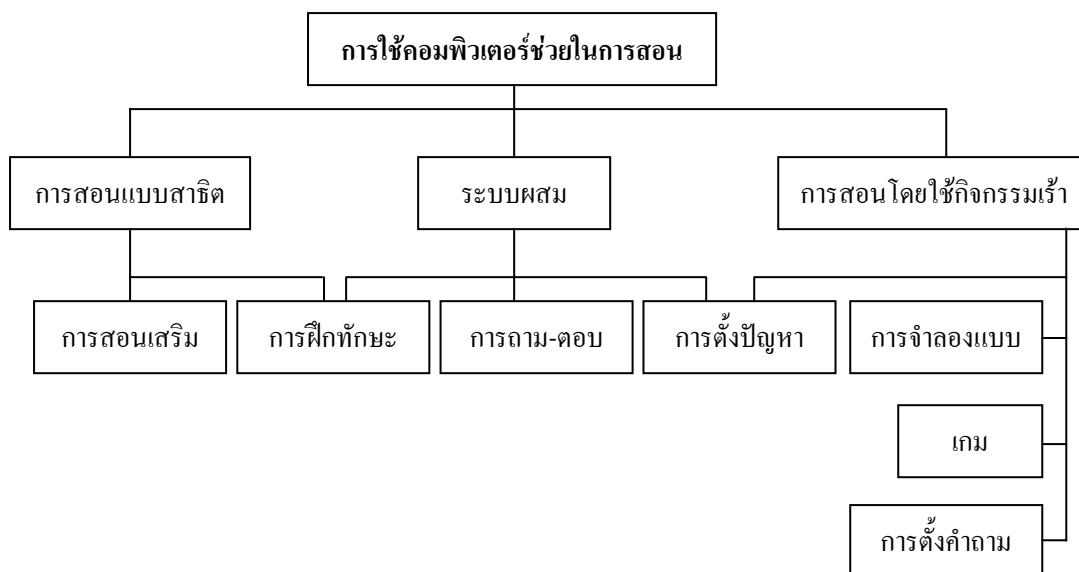 การใช้คอมพิวเตอร์ช่วยในการสอน
การสอนแบบสาธิต
ระบบผสม
การสอนโดยใช้กิจกรรมเร้า
การสอนเสริม
การฝึกทักษะ
การถาม-ตอบ
การตั้งปัญหา
การจำลองแบบ
เกม
การตั้งคำถาม